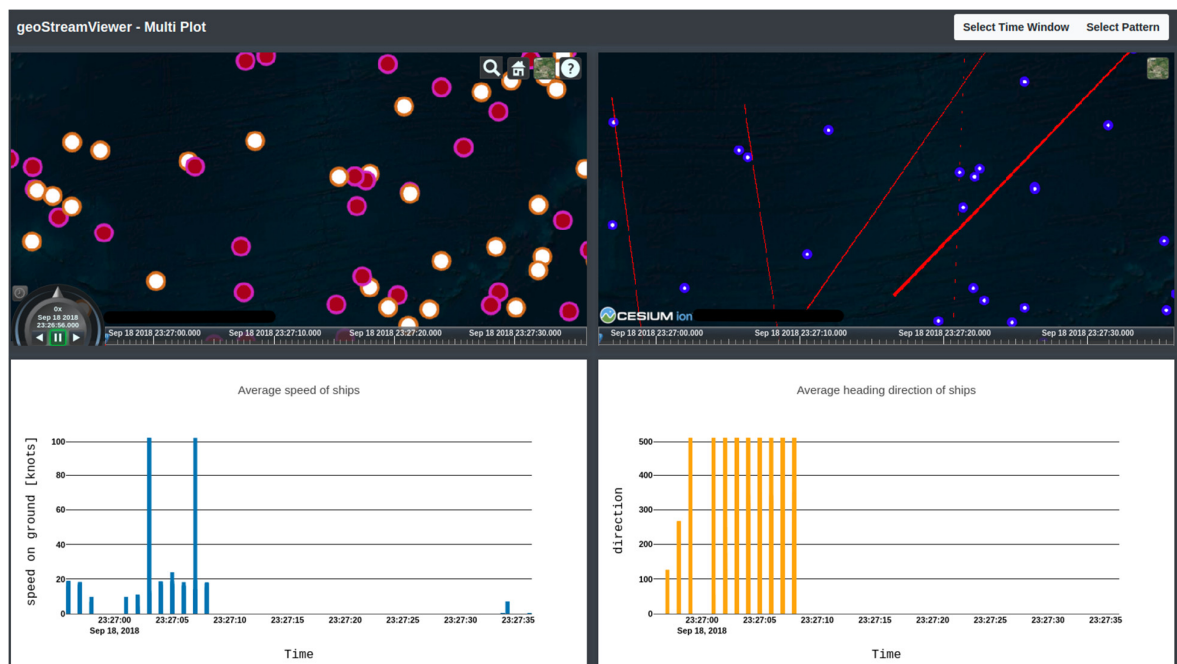 geoStreamViewer - Multi Plot
Select Time Window Select Pattern
?
0x
Sep 18 2018
23:26:56.000
Sep 18 2018 23:27:00.000 Sep 18 2018 23:27:10.000 Sep 18 2018 23:27:20.000 Sep 18 2018 23:27:30.000
CESIUM ion
Sep 18 2018 23:27:00.000 Sep 18 2018 23:27:10.000 Sep 18 2018 23:27:20.000 Sep 18 2018 23:27:30.000
Average speed of ships
speed on ground [knots]
100
80
60
40
20
0
23:27:00 23:27:05 23:27:10 23:27:15 23:27:20 23:27:25 23:27:30 23:27:35
Sep 18, 2018
Time
Average heading direction of ships
direction
500
400
300
200
100
0
23:27:00 23:27:05 23:27:10 23:27:15 23:27:20 23:27:25 23:27:30 23:27:35
Sep 18, 2018
Time